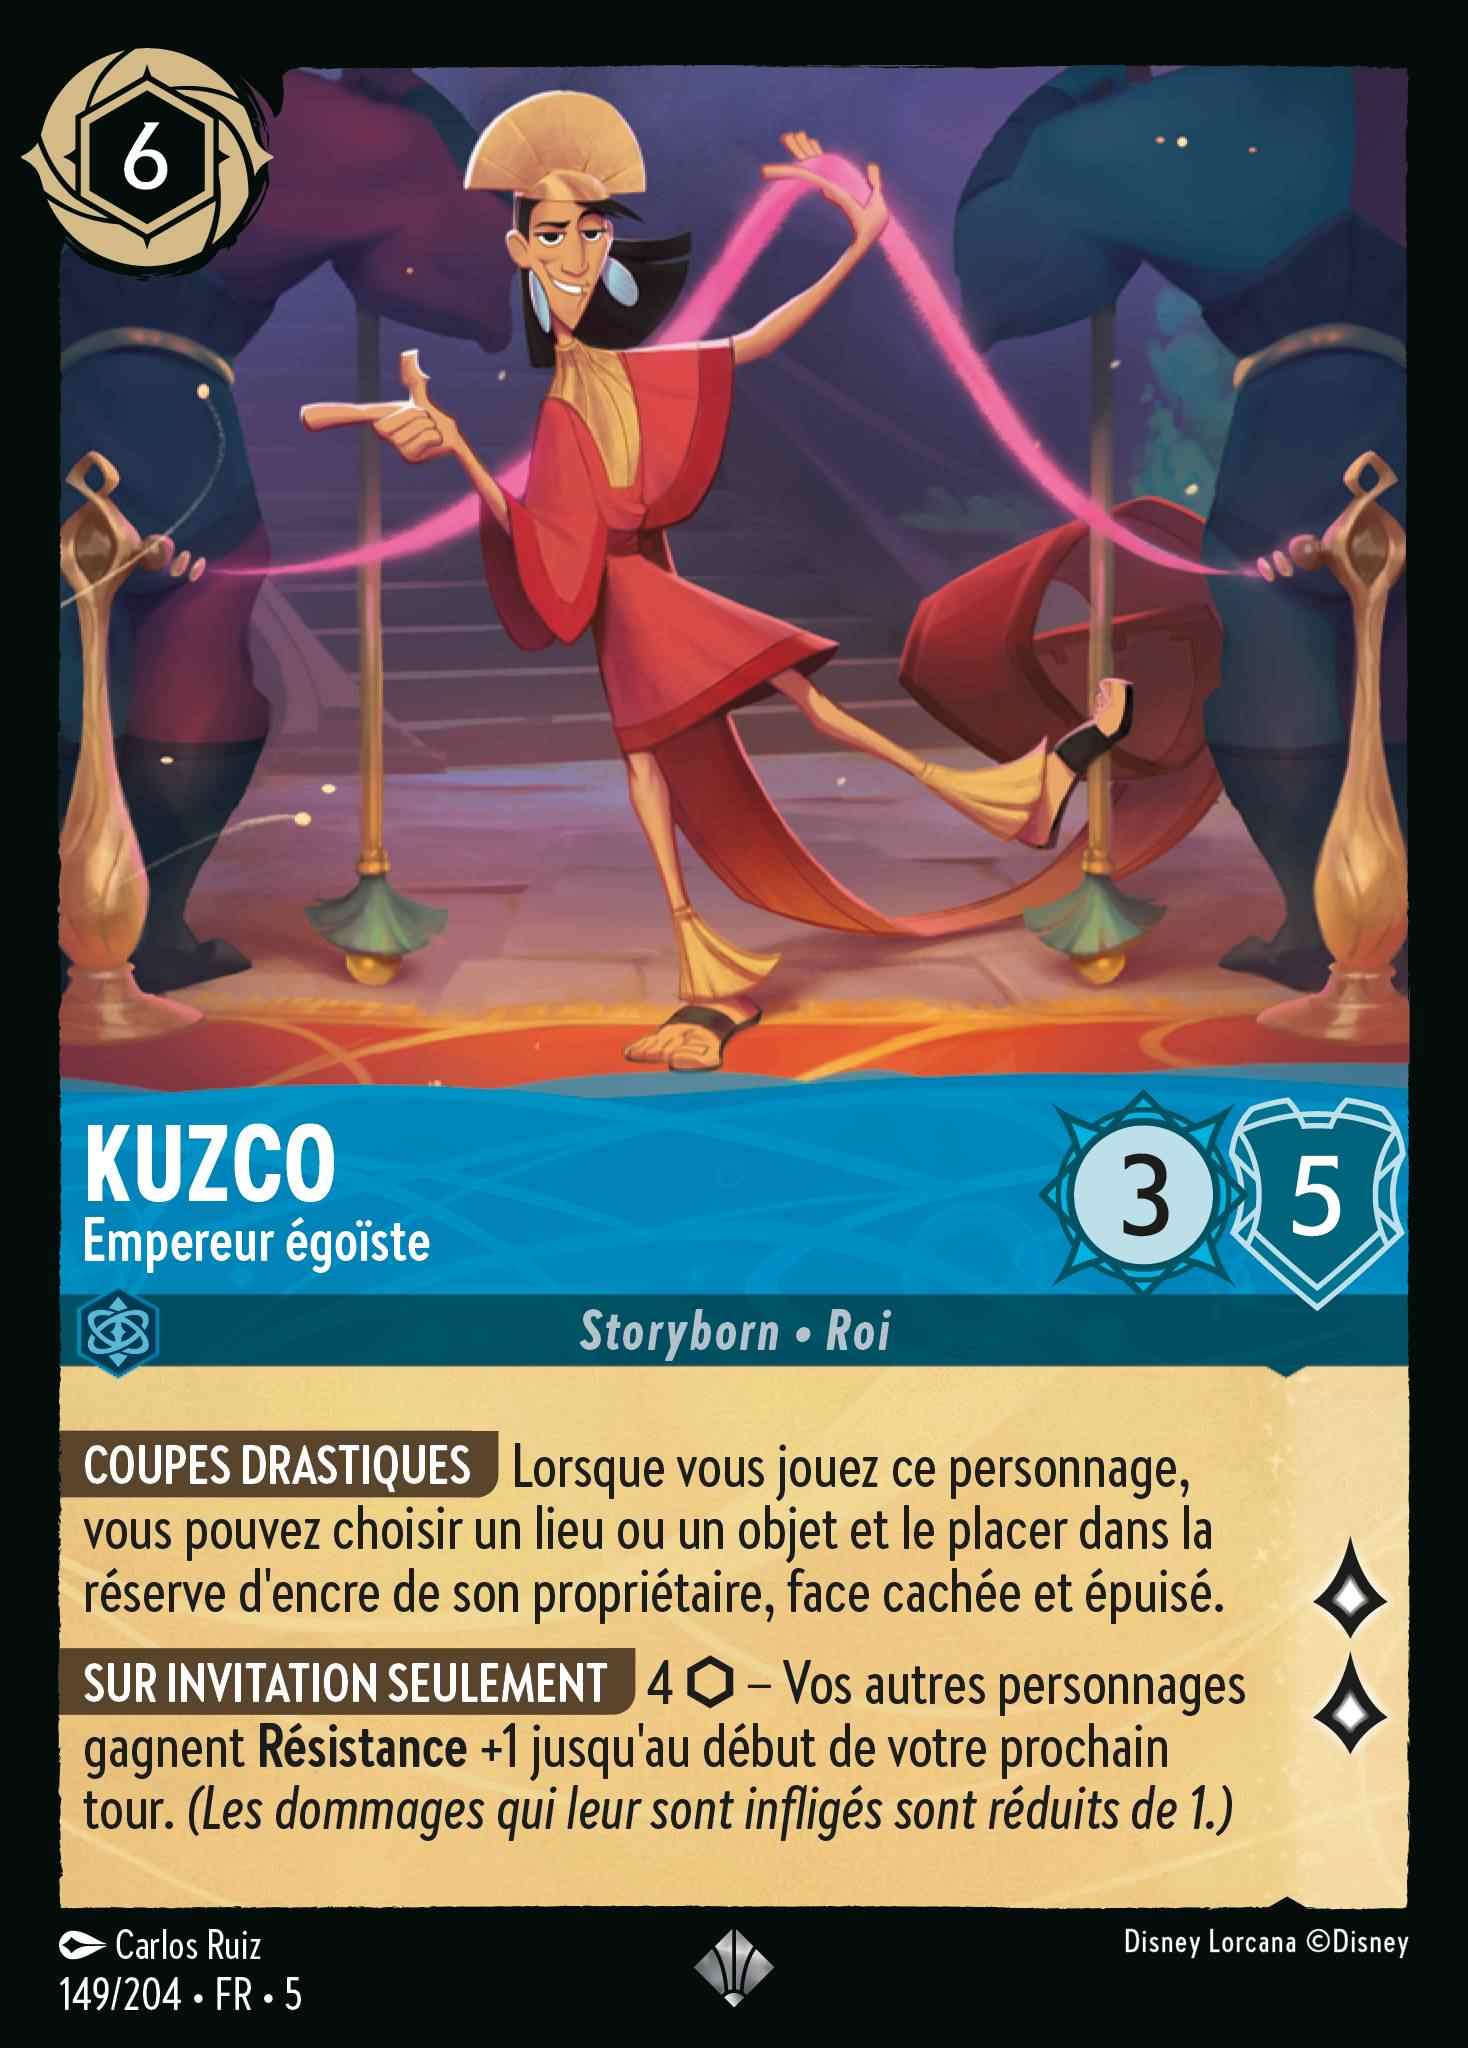 6
KUZCO
Empereur égoïste
3
5
Storyborn • Roi
COUPES DRASTIQUES Lorsque vous jouez ce personnage,
vous pouvez choisir un lieu ou un objet et le placer dans la
réserve d'encre de son propriétaire, face cachée et épuisé.
SUR INVITATION SEULEMENT 4 ⬡ – Vos autres personnages
gagnent Résistance +1 jusqu'au début de votre prochain
tour. (Les dommages qui leur sont infligés sont réduits de 1.)
Carlos Ruiz
Disney Lorcana ©Disney
149/204 • FR • 5